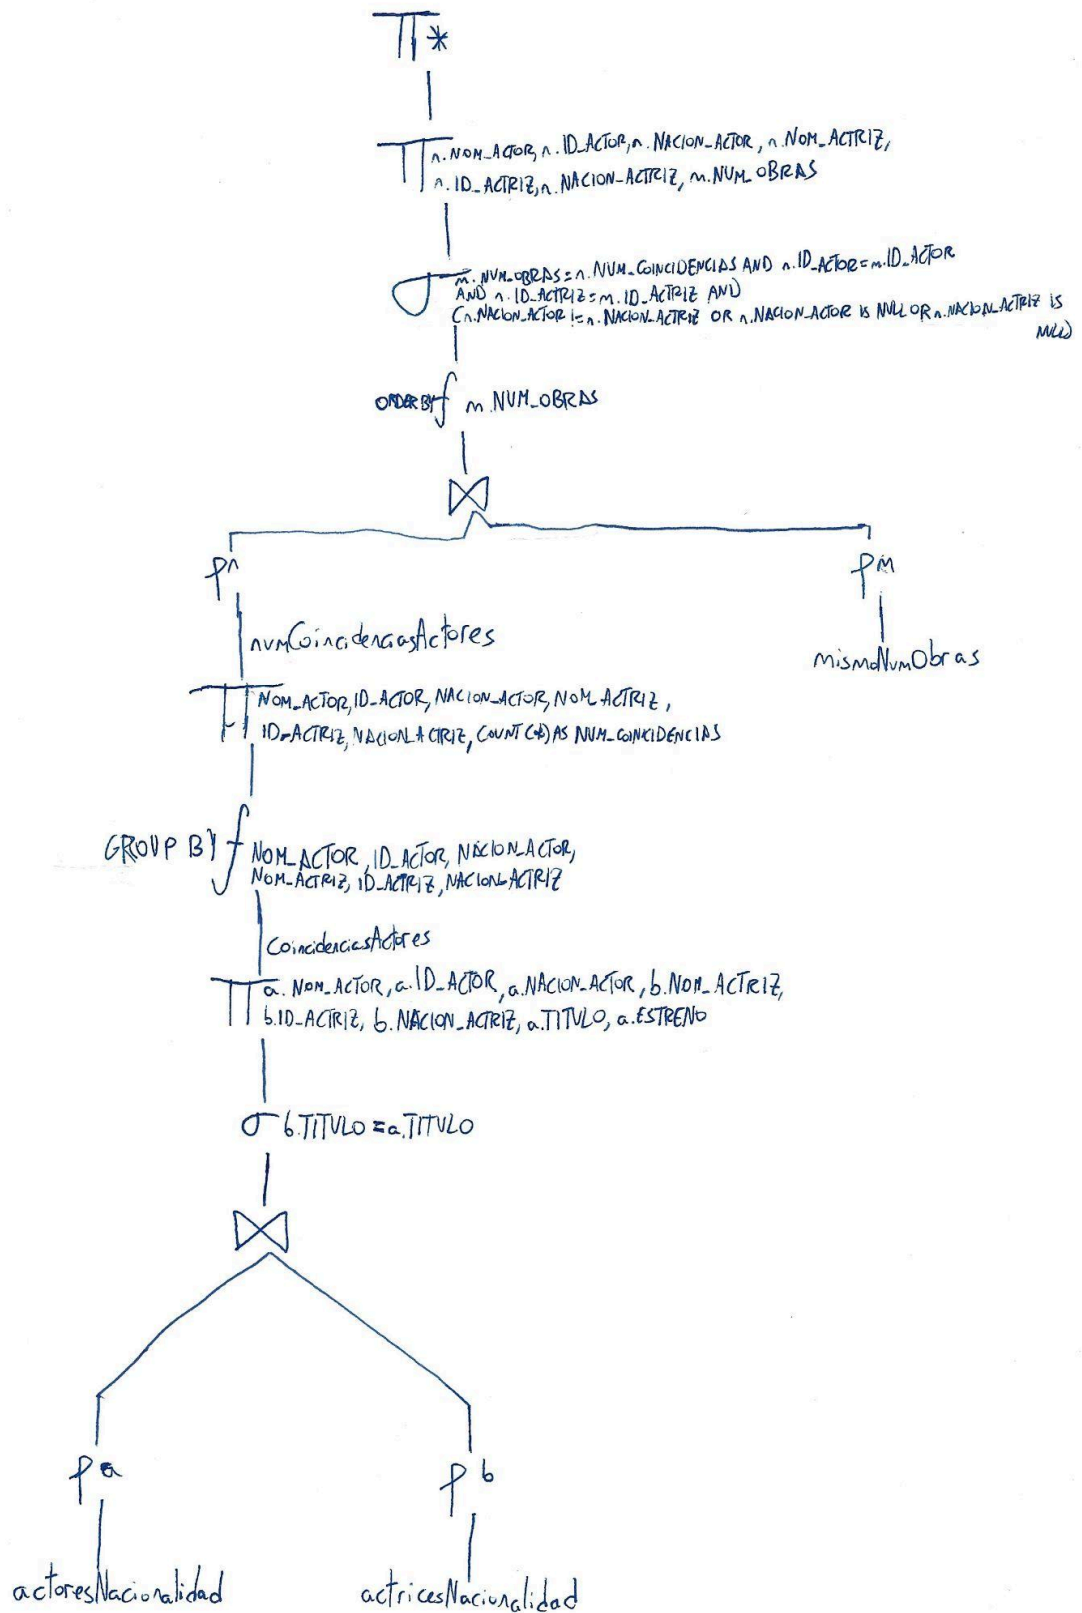 π *
π n.NOM_ACTOR, n.ID_ACTOR, n.NACION_ACTOR, n.NOM_ACTRIZ,
n.ID_ACTRIZ, n.NACION_ACTRIZ, m.NUM_OBRAS
σ m.NUM_OBRAS = n.NUM_COINCIDENCIAS AND n.ID_ACTOR = m.ID_ACTOR
AND n.ID_ACTRIZ = m.ID_ACTRIZ AND
(n.NACION_ACTOR != n.NACION_ACTRIZ OR n.NACION_ACTOR IS NULL OR n.NACION_ACTRIZ IS
NULL)
ORDER BY ƒ m.NUM_OBRAS
⋈
ρ n ρ m
numCoincidenciasActores
mismoNumObras
π NOM_ACTOR, ID_ACTOR, NACION_ACTOR, NOM_ACTRIZ,
ID_ACTRIZ, NACION_ACTRIZ, COUNT(*) AS NUM_COINCIDENCIAS
GROUP BY ƒ NOM_ACTOR, ID_ACTOR, NACION_ACTOR,
NOM_ACTRIZ, ID_ACTRIZ, NACION_ACTRIZ
CoincidenciasActores
π a.NOM_ACTOR, a.ID_ACTOR, a.NACION_ACTOR, b.NOM_ACTRIZ,
b.ID_ACTRIZ, b.NACION_ACTRIZ, a.TITULO, a.ESTRENO
σ b.TITULO = a.TITULO
⋈
ρ a ρ b
actoresNacionalidad actricesNacionalidad